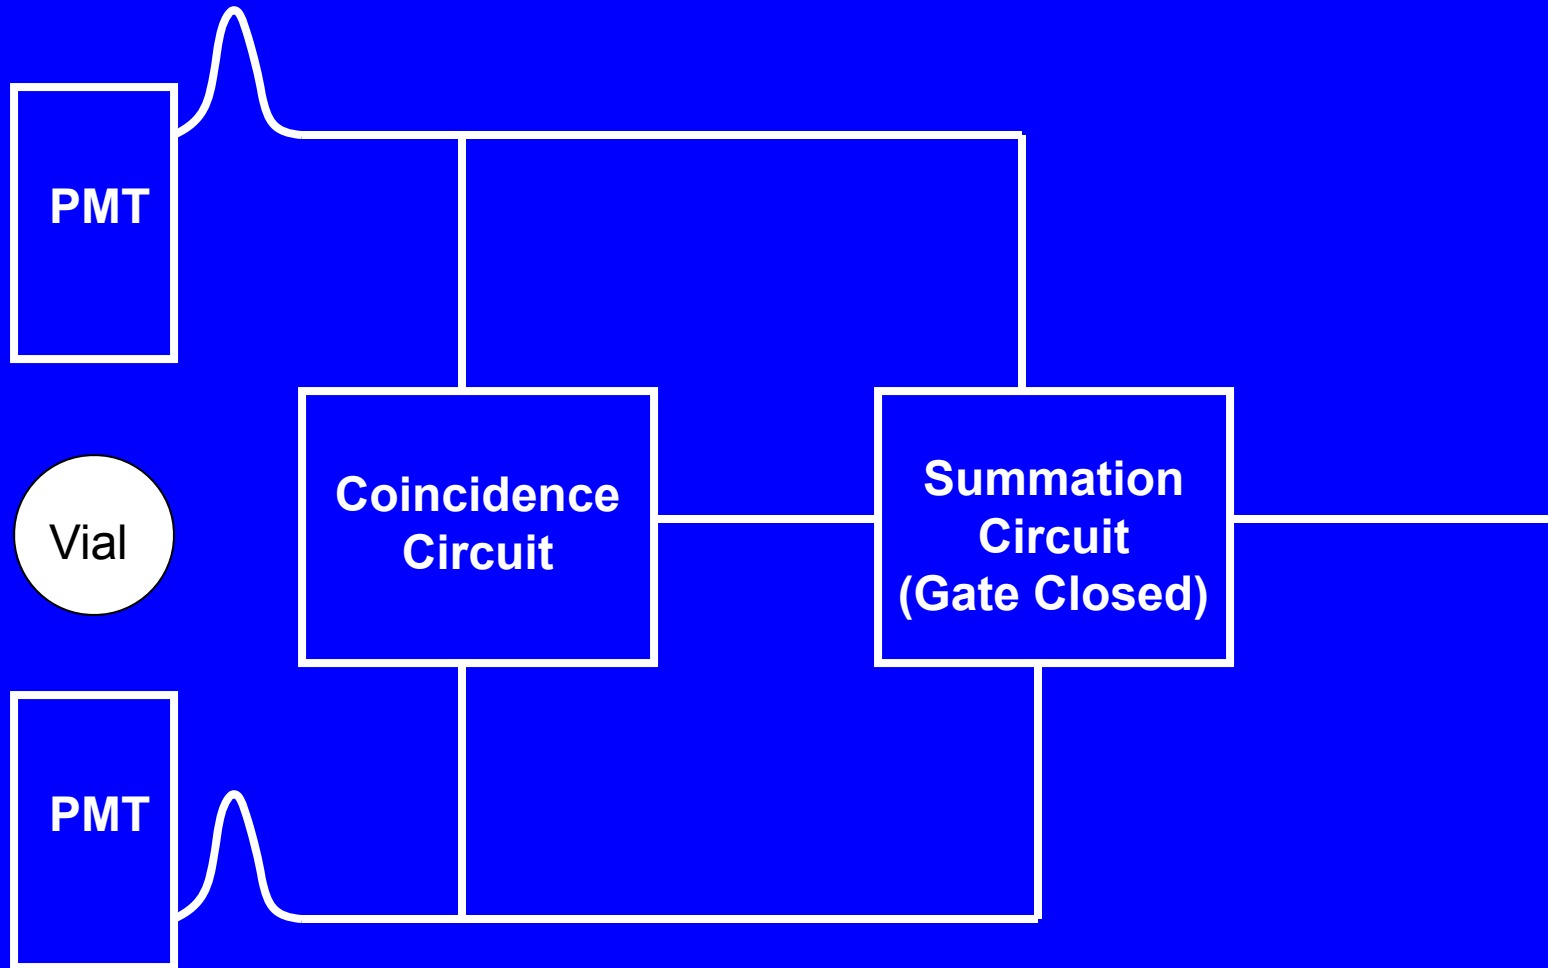 PMT
Vial
Coincidence
Circuit
Summation
Circuit
(Gate Closed)
PMT